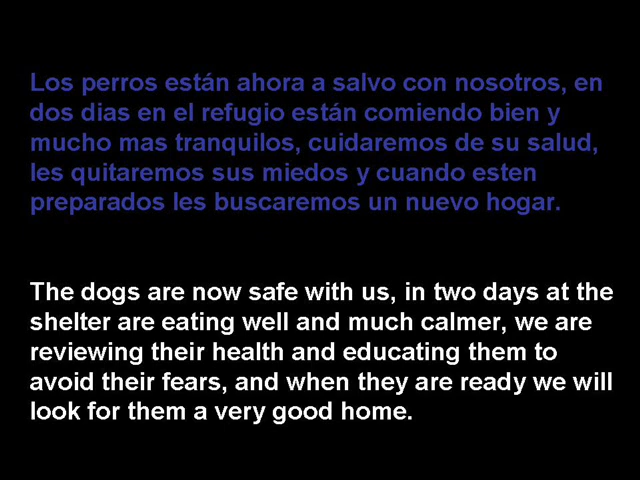 Los perros están ahora a salvo con nosotros, en
dos dias en el refugio están comiendo bien y
mucho mas tranquilos, cuidaremos de su salud,
les quitaremos sus miedos y cuando esten
preparados les buscaremos un nuevo hogar.
The dogs are now safe with us, in two days at the
shelter are eating well and much calmer, we are
reviewing their health and educating them to
avoid their fears, and when they are ready we will
look for them a very good home.